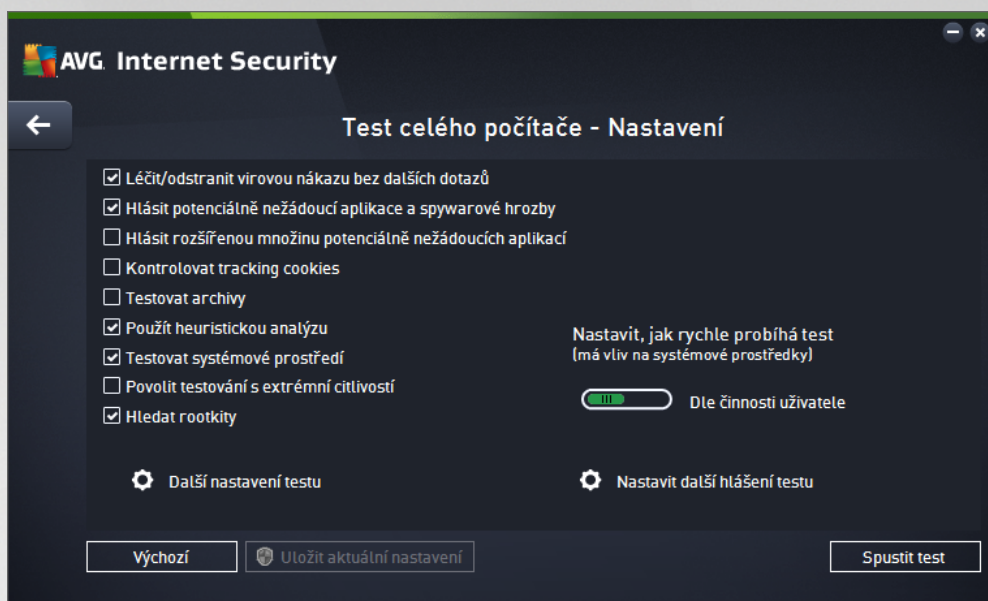 AVG. Internet Security
Test celého počítače - Nastavení
Léčit/odstranit virovou nákazu bez dalších dotazů
Hlásit potenciálně nežádoucí aplikace a spywarové hrozby
Hlásit rozšířenou množinu potenciálně nežádoucích aplikací
Kontrolovat tracking cookies
Testovat archivy
Použít heuristickou analýzu
Testovat systémové prostředí
Povolit testování s extrémní citlivostí
Hledat rootkity
Nastavit, jak rychle probíhá test
(má vliv na systémové prostředky)
Dle činnosti uživatele
Další nastavení testu
Nastavit další hlášení testu
Výchozí
Uložit aktuální nastavení
Spustit test